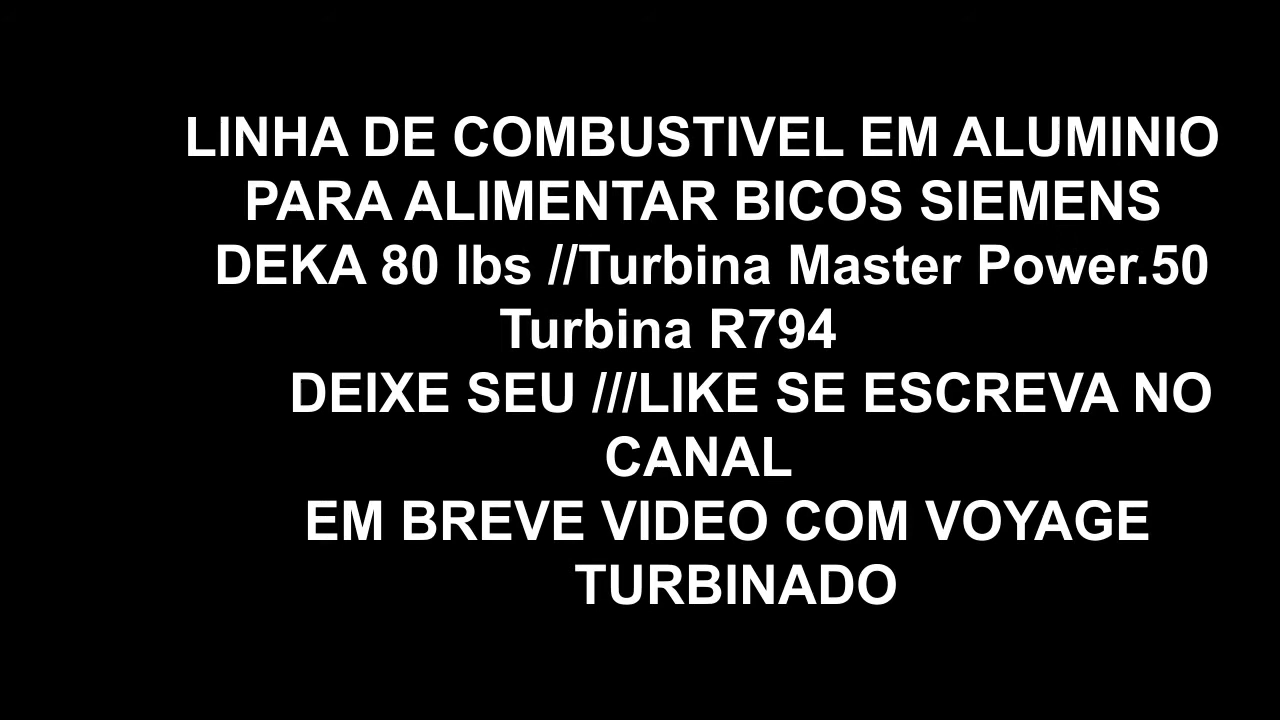 LINHA DE COMBUSTIVEL EM ALUMINIO
PARA ALIMENTAR BICOS SIEMENS
DEKA 80 lbs //Turbina Master Power.50
Turbina R794
DEIXE SEU ///LIKE SE ESCREVA NO
CANAL
EM BREVE VIDEO COM VOYAGE
TURBINADO